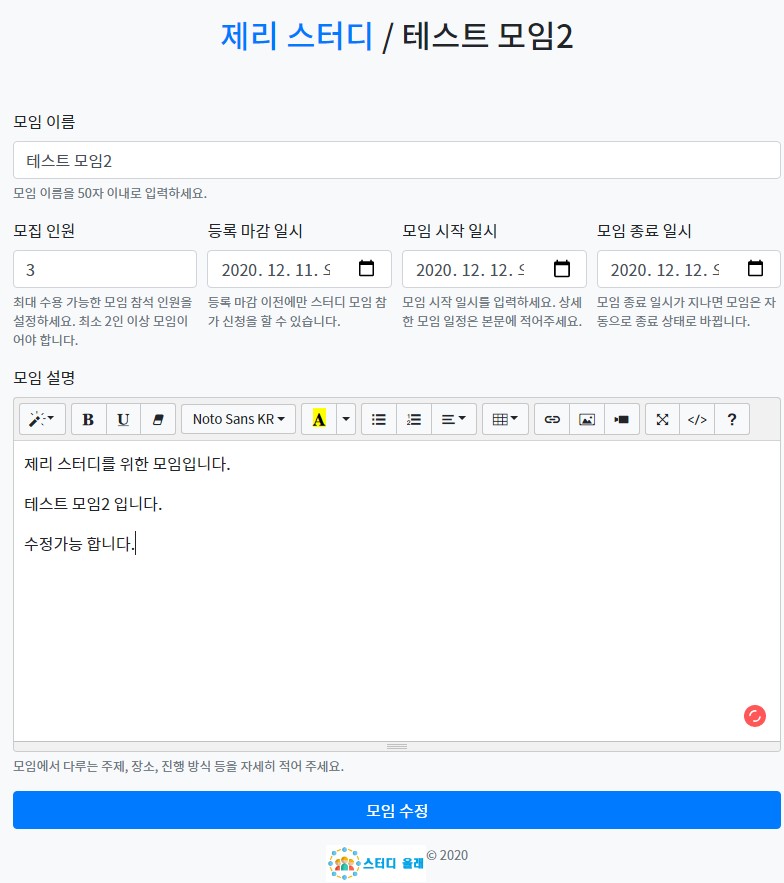 제리 스터디 / 테스트 모임2
모임 이름
테스트 모임2
모임 이름을 50자 이내로 입력하세요.
모집 인원
3
최대 수용 가능한 모임 참석 인원을
설정하세요. 최소 2인 이상 모임이
어야 합니다.
등록 마감 일시
2020. 12. 11.
등록 마감 이전에만 스터디 모임 참
가 신청을 할 수 있습니다.
모임 시작 일시
2020. 12. 12.
모임 시작 일시를 입력하세요. 상세
한 모임 일정은 본문에 적어주세요.
모임 종료 일시
2020. 12. 12.
모임 종료 일시가 지나면 모임은 자
동으로 종료 상태로 바뀝니다.
모임 설명
B U Noto Sans KR A </> ?
제리 스터디를 위한 모임입니다.
테스트 모임2 입니다.
수정가능 합니다.
모임에서 다루는 주제, 장소, 진행 방식 등을 자세히 적어 주세요.
모임 수정
스터디 올래 © 2020